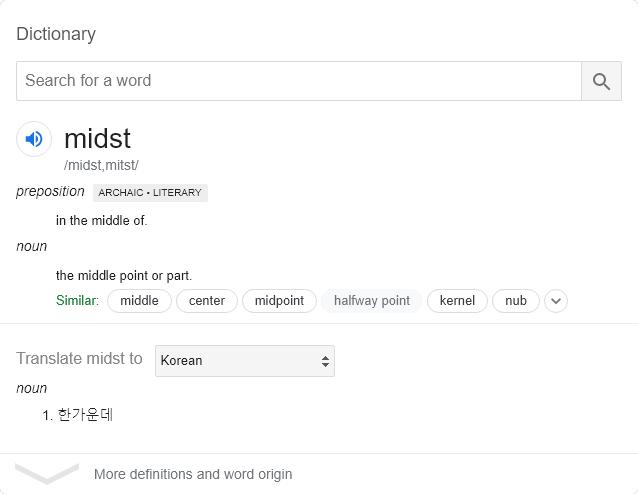 Dictionary
Search for a word
midst
/midst,mitst/
preposition ARCHAIC • LITERARY
in the middle of.
noun
the middle point or part.
Similar: middle center midpoint halfway point kernel nub
Translate midst to Korean
noun
1. 한가운데
More definitions and word origin